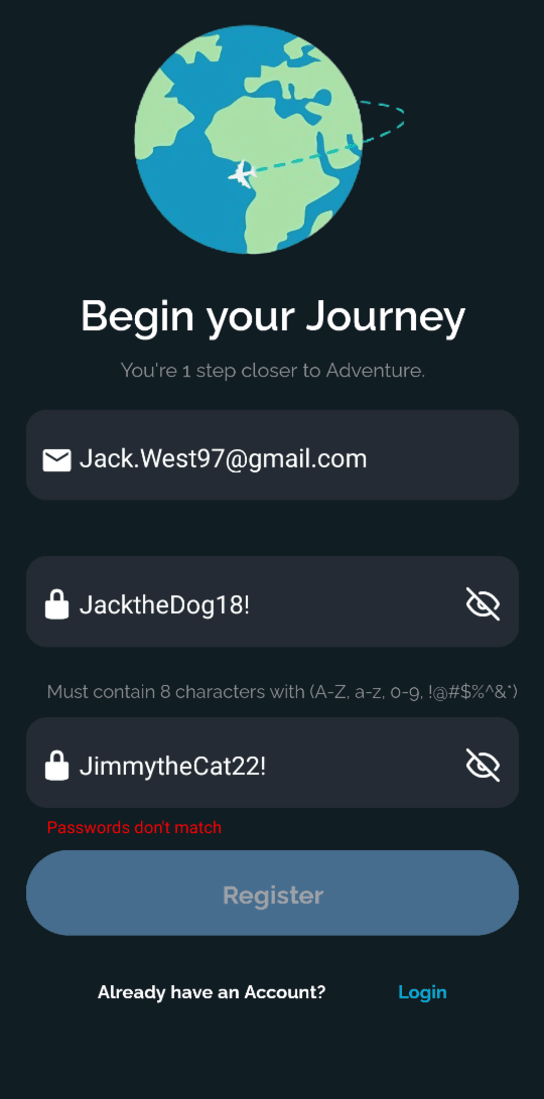 Begin your Journey
You're 1 step closer to Adventure.
Jack.West97@gmail.com
JacktheDog18!
Must contain 8 characters with (A-Z, a-z, 0-9, !@#$%^&*)
JimmytheCat22!
Passwords don't match
Register
Already have an Account? Login